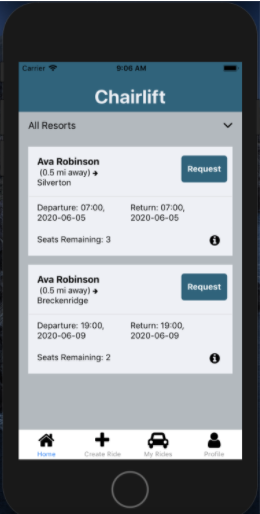 Carrier 9:06 AM
Chairlift
All Resorts
Ava Robinson
(0.5 mi away) →
Silverton
Request
Departure: 07:00,
2020-06-05
Return: 07:00,
2020-06-05
Seats Remaining: 3
Ava Robinson
(0.5 mi away) →
Breckenridge
Request
Departure: 19:00,
2020-06-09
Return: 19:00,
2020-06-09
Seats Remaining: 2
Home Create Ride My Rides Profile